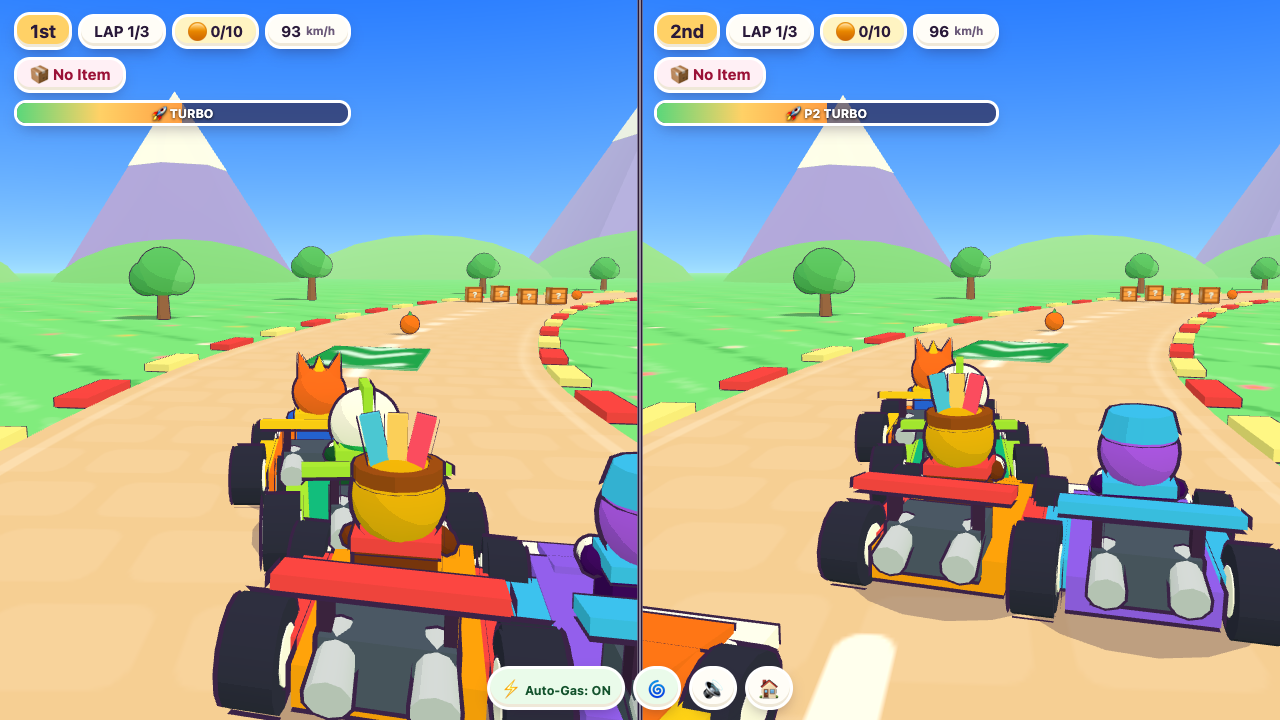 1st LAP 1/3 0/10 93 km/h
No Item
TURBO
2nd LAP 1/3 0/10 96 km/h
No Item
P2 TURBO
Auto-Gas: ON